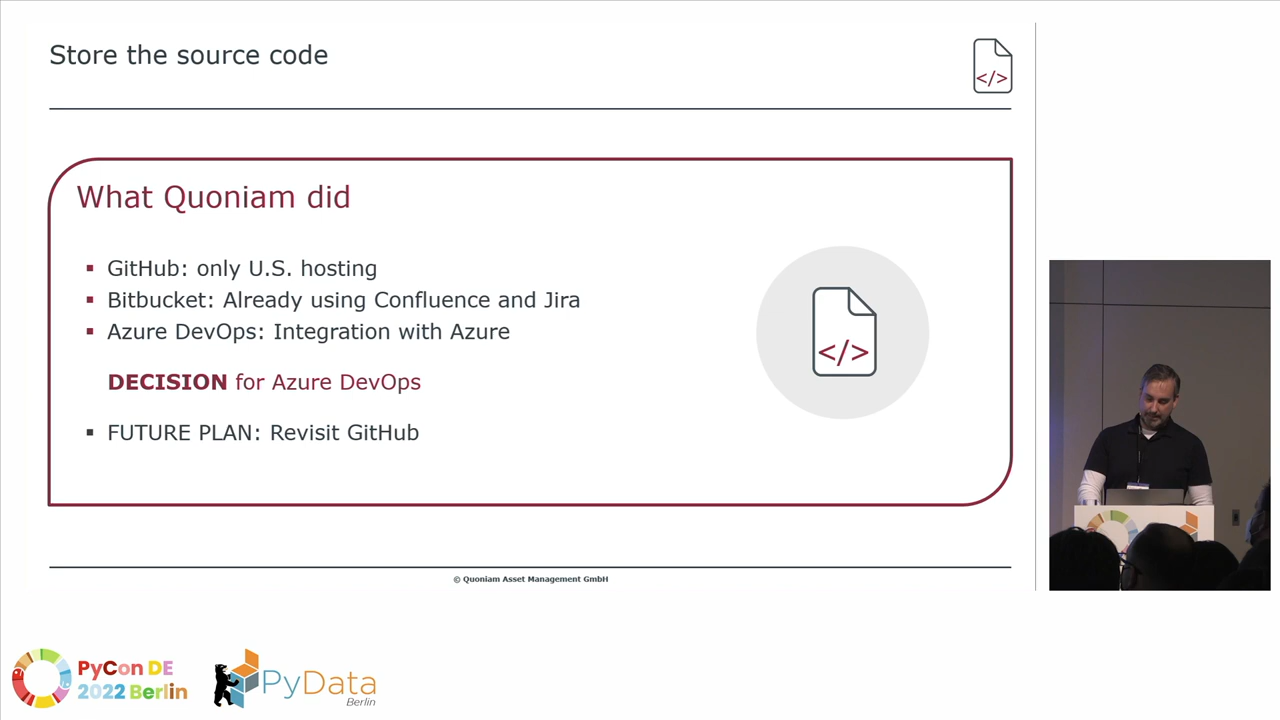 Store the source code
</>
What Quoniam did
GitHub: only U.S. hosting
Bitbucket: Already using Confluence and Jira
Azure DevOps: Integration with Azure
</>
DECISION for Azure DevOps
FUTURE PLAN: Revisit GitHub
© Quoniam Asset Management GmbH
PyCon DE
2022 Berlin
PyData
Berlin